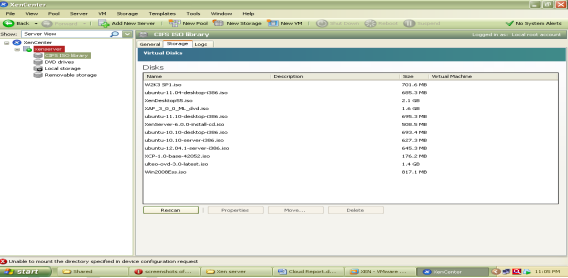 XenCenter
File View Pool Server VM Storage Templates Tools Window Help
Back Forward Add New Server New Pool New Storage New VM Shut Down Reboot Suspend No System Alerts
Show: Server View
CIFS ISO library
Logged in as: Local root account
XenCenter
xenserver
CIFS ISO library
DVD drives
Local storage
Removable storage
General Storage Logs
Virtual Disks
Disks
Name Description Size Virtual Machine
W2K3 SP1.iso 701.6 MB
ubuntu-11.04-desktop-i386.iso 685.3 MB
XenDesktop55.iso 2.1 GB
XAP_3_0_0_ML_dvd.iso 1.6 GB
ubuntu-11.10-desktop-i386.iso 695.3 MB
XenServer-6.0.0-install-cd.iso 508.8 MB
ubuntu-10.10-desktop-i386.iso 693.4 MB
ubuntu-10.10-server-i386.iso 627.3 MB
ubuntu-12.04.1-server-i386.iso 645.3 MB
XCP-1.0-base-42052.iso 176.2 MB
ulteo-ovd-3.0-latest.iso 1.4 GB
Win2008Ess.iso 817.1 MB
Rescan Properties Move... Delete
Unable to mount the directory specified in device configuration request
start Shared screenshots of... Xen server Cloud Report.d... XEN - VMware ... XenCenter 11:05 PM